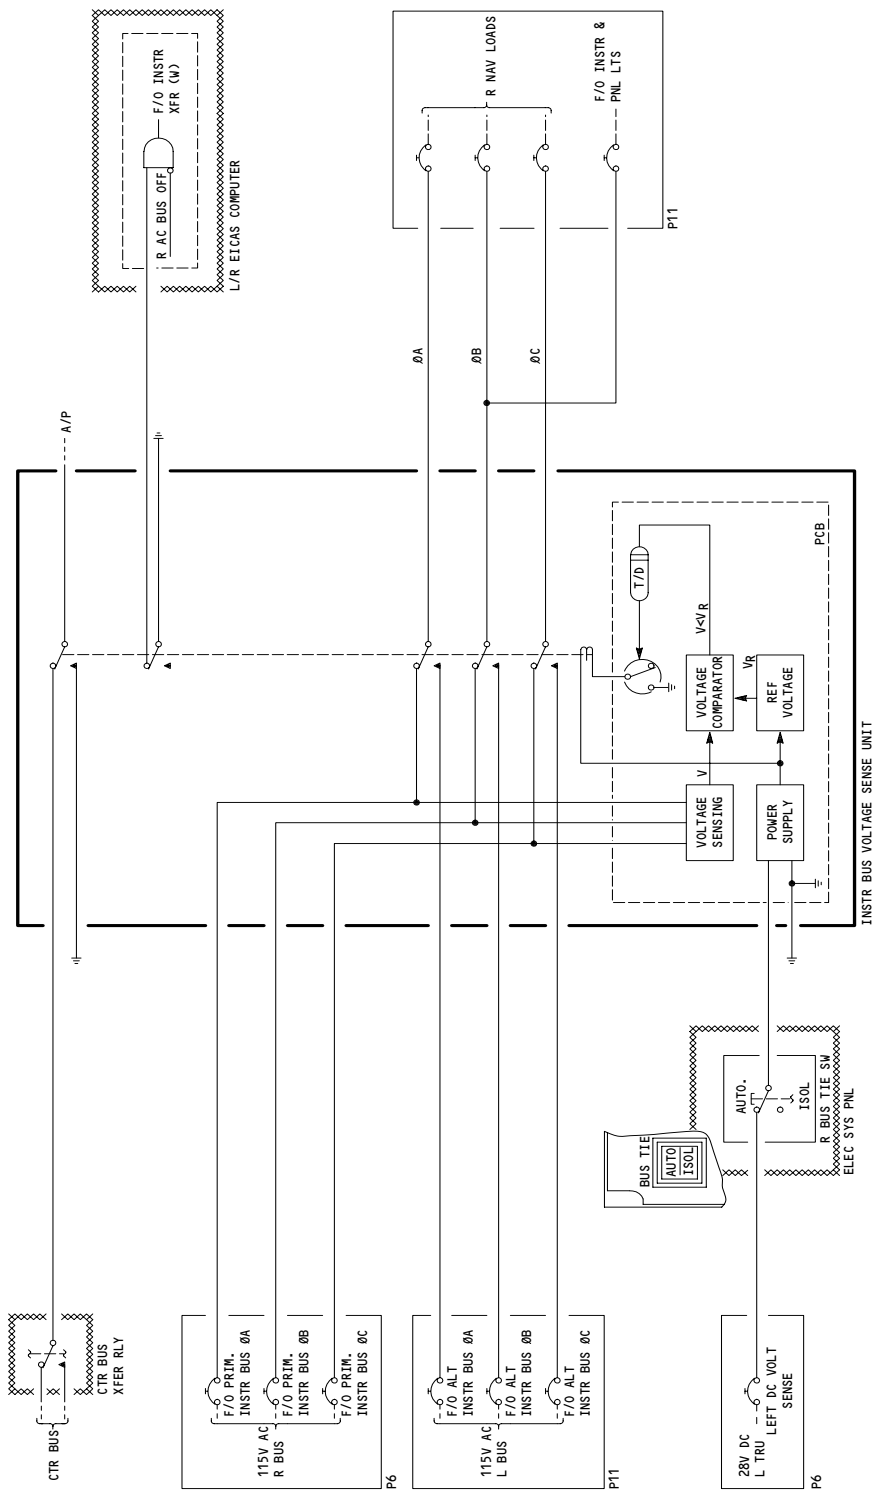 CTR BUS
CTR BUS
XFER RLY
A/P
F/O INSTR
XFR (W)
R AC BUS OFF
L/R EICAS COMPUTER
115V AC
R BUS
F/O PRIM.
INSTR BUS ØA
F/O PRIM.
INSTR BUS ØB
F/O PRIM.
INSTR BUS ØC
P6
115V AC
L BUS
F/O ALT
INSTR BUS ØA
F/O ALT
INSTR BUS ØB
F/O ALT
INSTR BUS ØC
P11
ØA
ØB
ØC
R NAV LOADS
F/O INSTR &
PNL LTS
P11
28V DC
L TRU
LEFT DC VOLT
SENSE
P6
BUS TIE
AUTO
ISOL
AUTO.
ISOL
R BUS TIE SW
ELEC SYS PNL
VOLTAGE
SENSING
V
VOLTAGE
COMPARATOR
V<VR
T/D
POWER
SUPPLY
REF
VOLTAGE
VR
PCB
INSTR BUS VOLTAGE SENSE UNIT